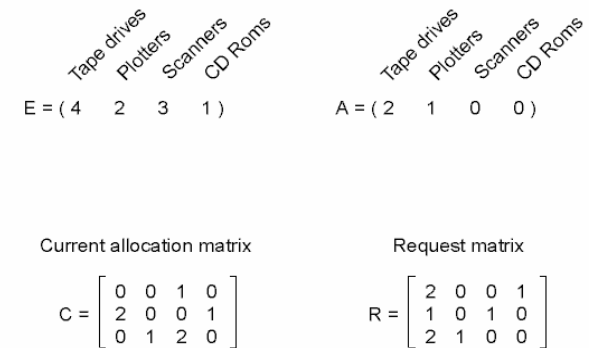 Tape drives Plotters Scanners CD Roms
E = ( 4 2 3 1 )
Tape drives Plotters Scanners CD Roms
A = ( 2 1 0 0 )
Current allocation matrix
C = [ 0 0 1 0
2 0 0 1
0 1 2 0 ]
Request matrix
R = [ 2 0 0 1
1 0 1 0
2 1 0 0 ]